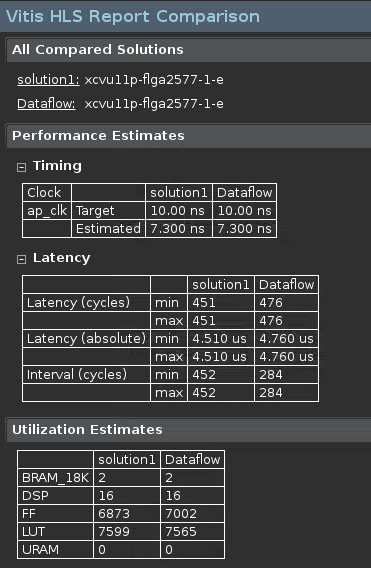 Vitis HLS Report Comparison
All Compared Solutions
solution1: xcvu11p-flga2577-1-e
Dataflow: xcvu11p-flga2577-1-e
Performance Estimates
Timing
Clock solution1 Dataflow
ap_clk Target 10.00 ns 10.00 ns
Estimated 7.300 ns 7.300 ns
Latency
solution1 Dataflow
Latency (cycles) min 451 476
max 451 476
Latency (absolute) min 4.510 us 4.760 us
max 4.510 us 4.760 us
Interval (cycles) min 452 284
max 452 284
Utilization Estimates
solution1 Dataflow
BRAM_18K 2 2
DSP 16 16
FF 6873 7002
LUT 7599 7565
URAM 0 0